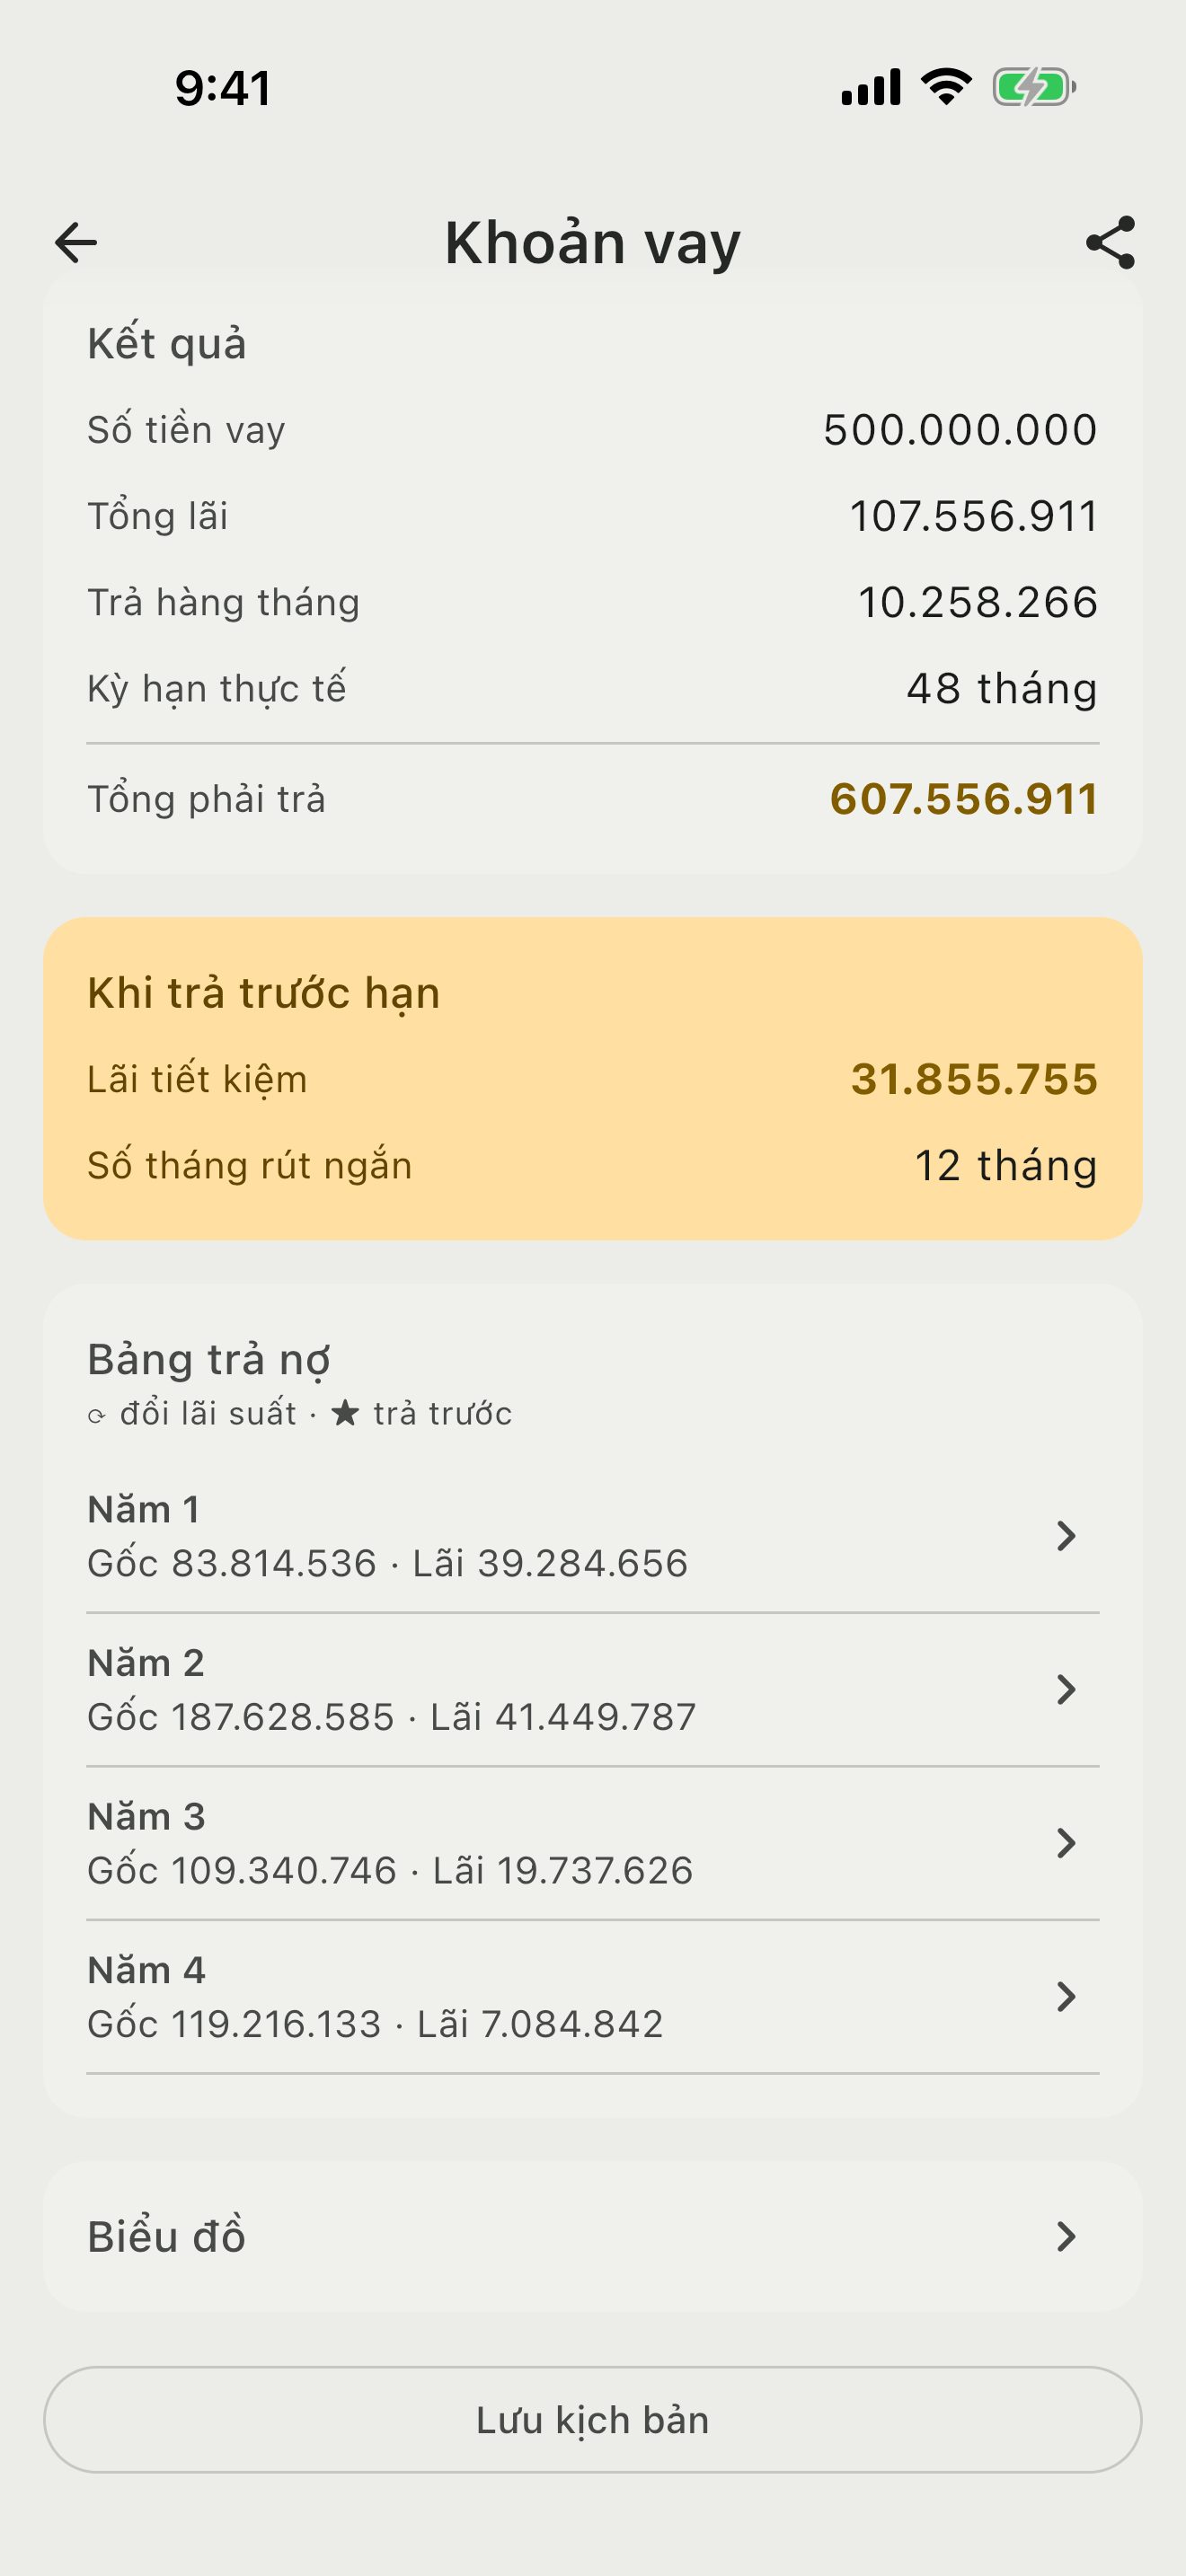 9:41
Khoản vay
Kết quả
Số tiền vay 500.000.000
Tổng lãi 107.556.911
Trả hàng tháng 10.258.266
Kỳ hạn thực tế 48 tháng
Tổng phải trả 607.556.911
Khi trả trước hạn
Lãi tiết kiệm 31.855.755
Số tháng rút ngắn 12 tháng
Bảng trả nợ
⟳ đổi lãi suất · ★ trả trước
Năm 1
Gốc 83.814.536 · Lãi 39.284.656
Năm 2
Gốc 187.628.585 · Lãi 41.449.787
Năm 3
Gốc 109.340.746 · Lãi 19.737.626
Năm 4
Gốc 119.216.133 · Lãi 7.084.842
Biểu đồ
Lưu kịch bản